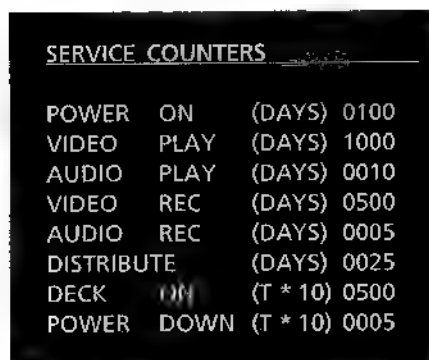 SERVICE COUNTERS
POWER ON (DAYS) 0100
VIDEO PLAY (DAYS) 1000
AUDIO PLAY (DAYS) 0010
VIDEO REC (DAYS) 0500
AUDIO REC (DAYS) 0005
DISTRIBUTE (DAYS) 0025
DECK ON (T * 10) 0500
POWER DOWN (T * 10) 0005